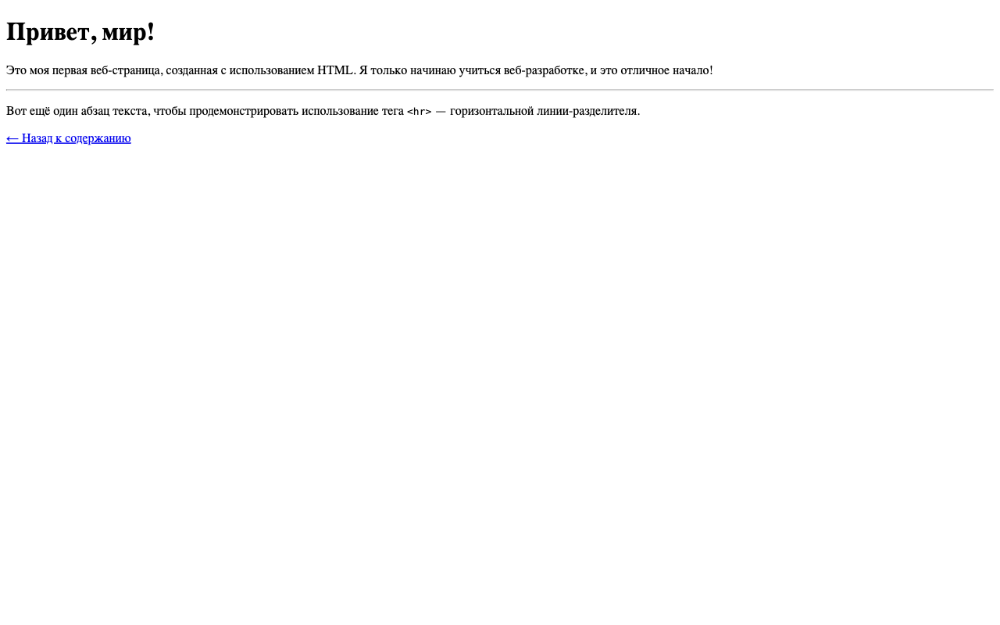 Привет, мир!
Это моя первая веб-страница, созданная с использованием HTML. Я только начинаю учиться веб-разработке, и это отличное начало!
Вот ещё один абзац текста, чтобы продемонстрировать использование тега <hr> — горизонтальной линии-разделителя.
← Назад к содержанию